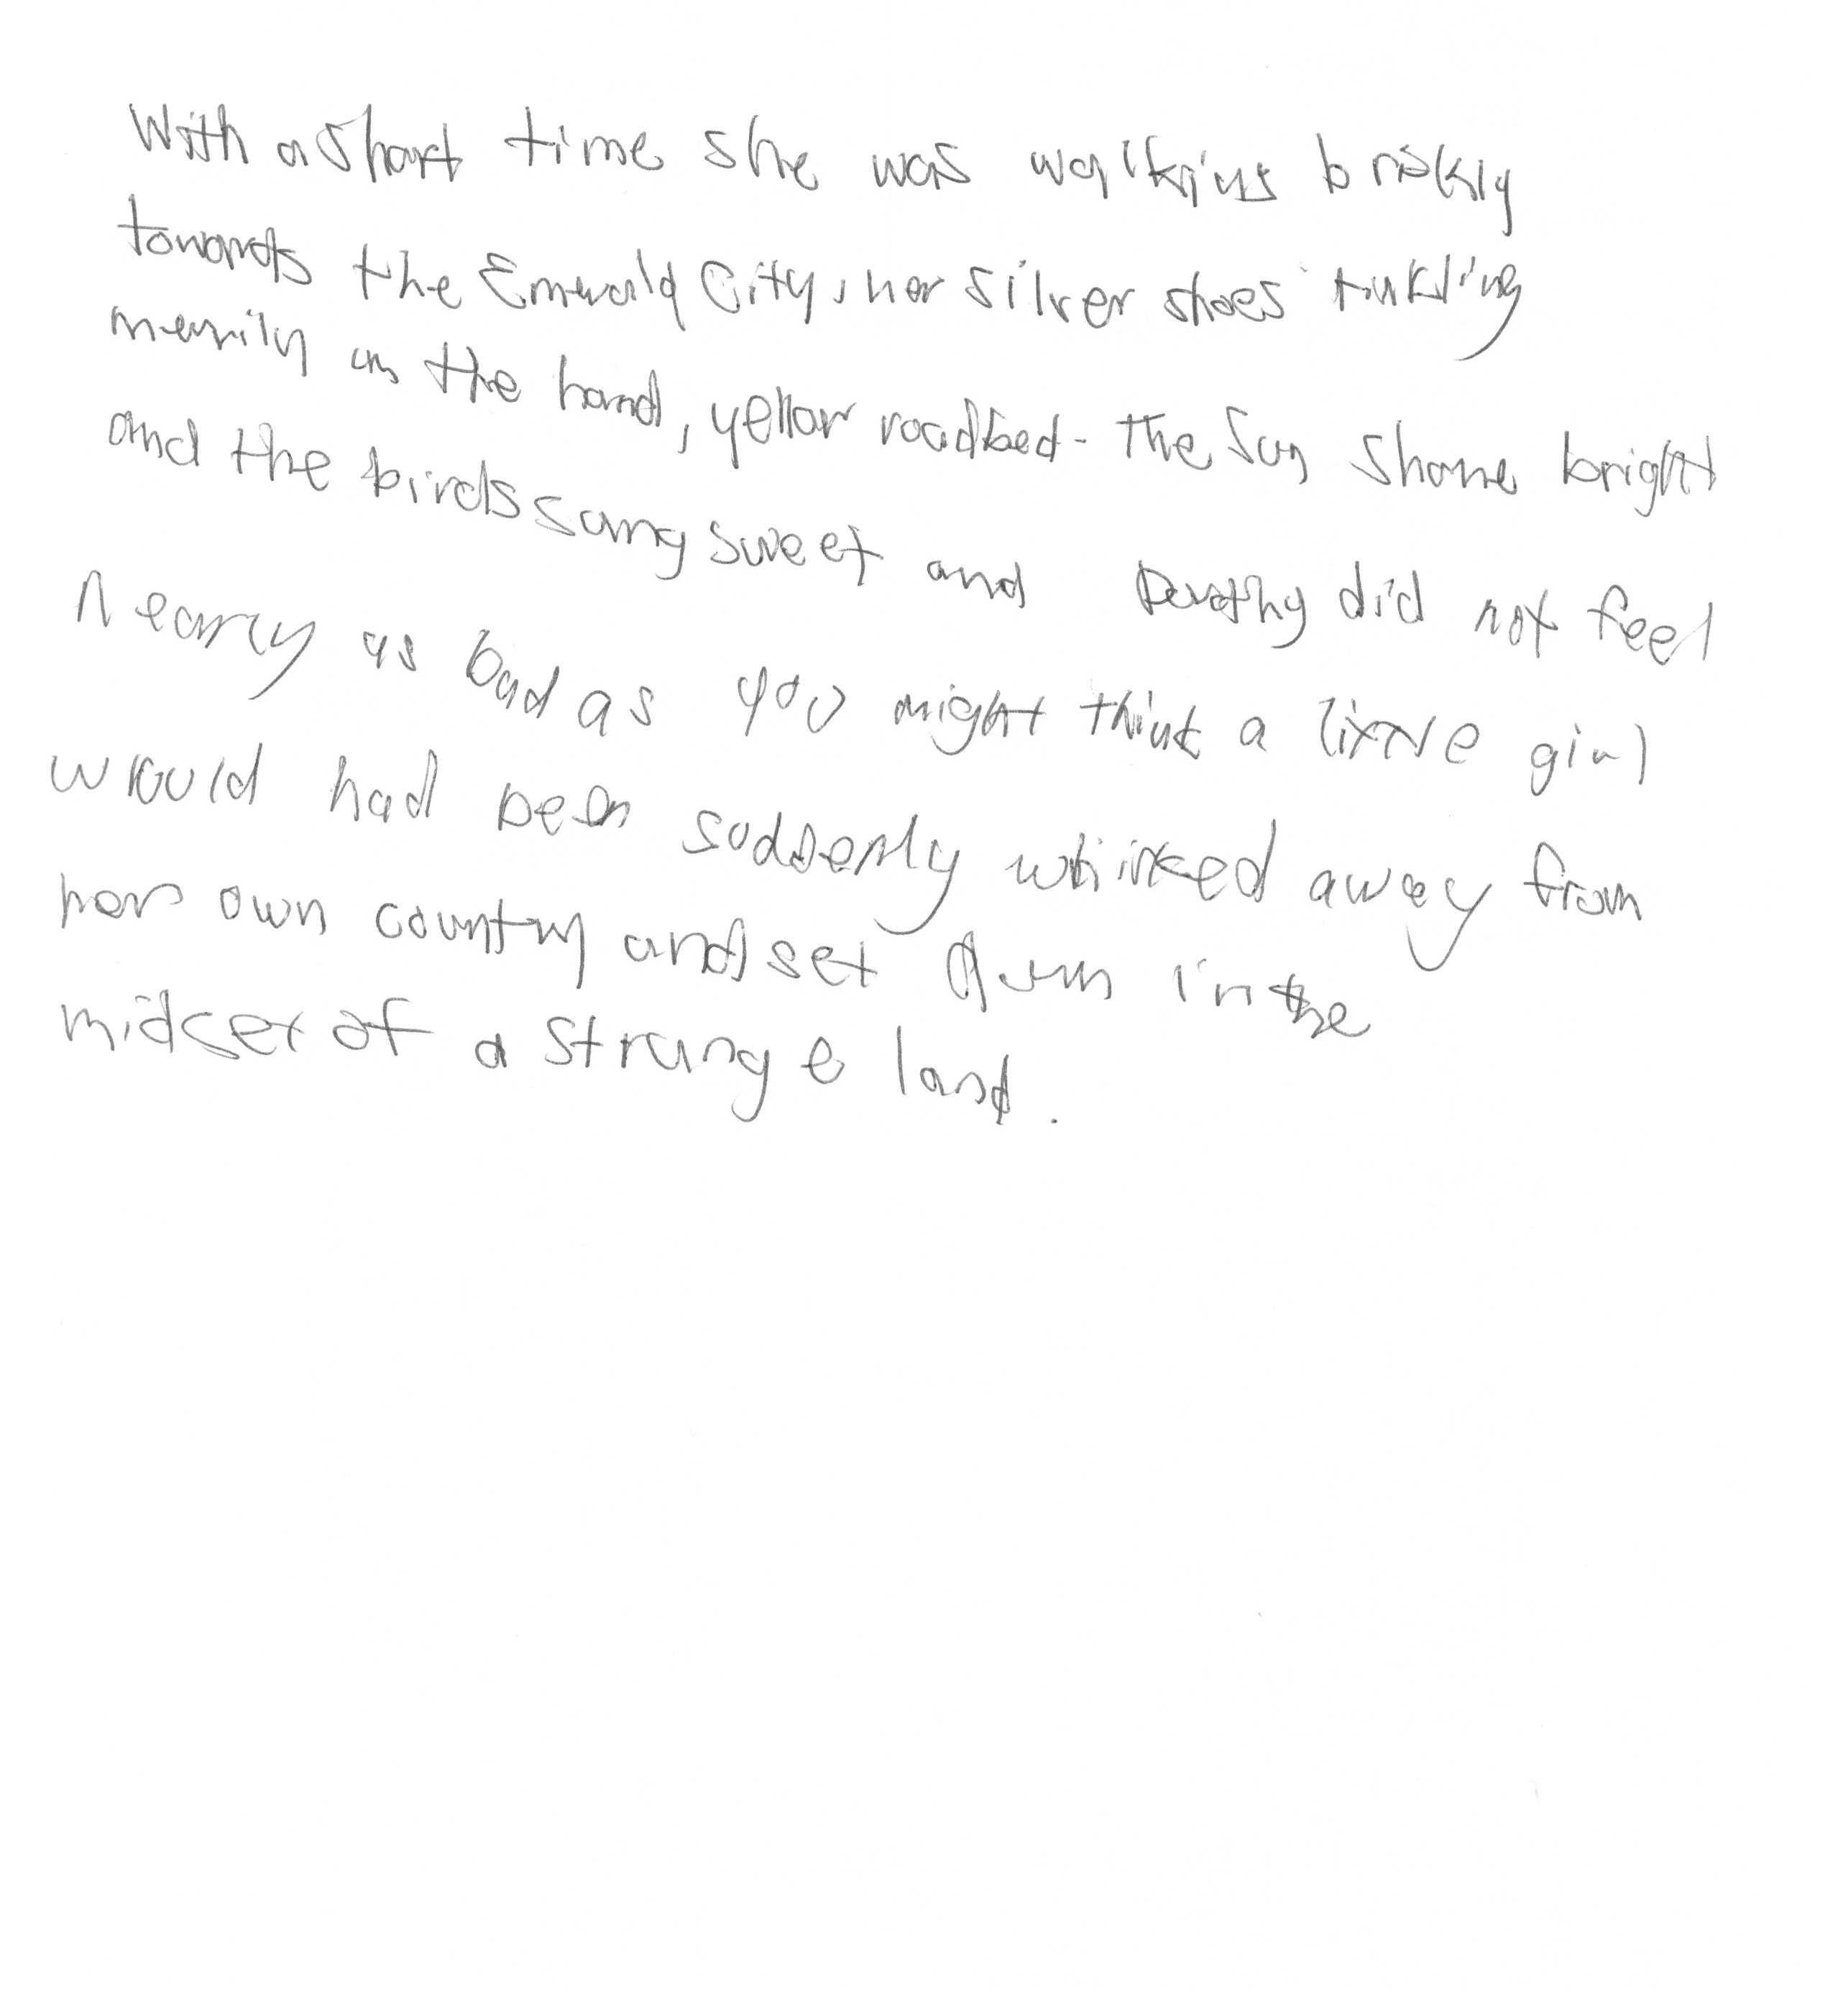 With a short time she was walking briskly
towards the Emerald City, her silver shoes tinkling
merrily on the hard, yellow roadbed. The sun shone bright
and the birds sang sweet and Dorothy did not feel
nearly as bad as you might think a little girl
would had been suddenly whisked away from
her own country and set down in the
midset of a strange land.